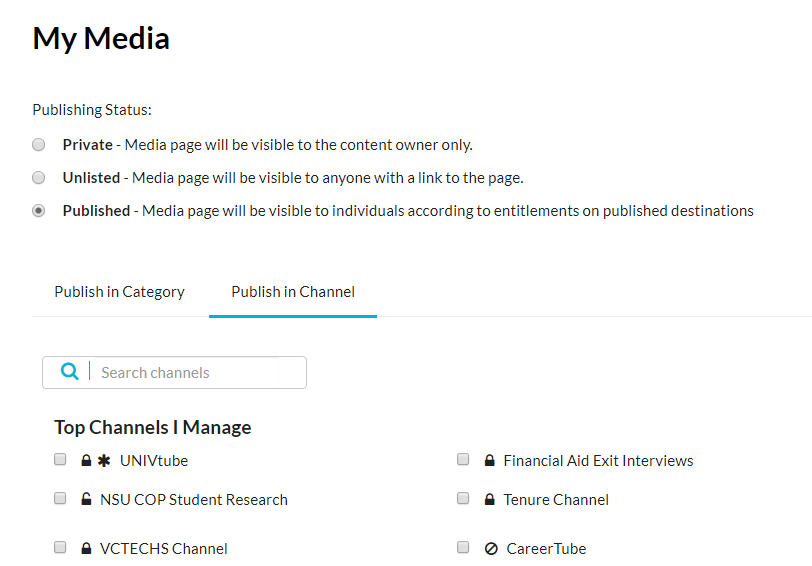 My Media
Publishing Status:
Private - Media page will be visible to the content owner only.
Unlisted - Media page will be visible to anyone with a link to the page.
Published - Media page will be visible to individuals according to entitlements on published destinations
Publish in Category
Publish in Channel
Search channels
Top Channels I Manage
UNIVtube
Financial Aid Exit Interviews
NSU COP Student Research
Tenure Channel
VCTECHS Channel
CareerTube